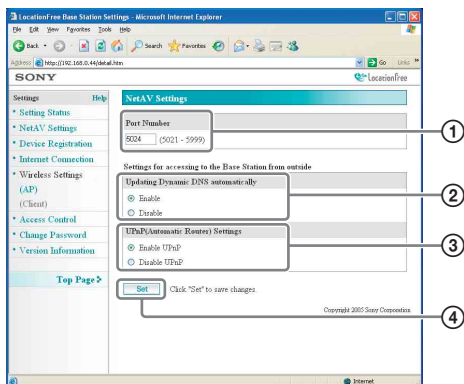 LocationFree Base Station Settings - Microsoft Internet Explorer
File Edit View Favorites Tools Help
Back Search Favorites
Address http://192.168.0.44/detail.htm Go Links »
SONY LocationFree
Settings Help
NetAV Settings
• Setting Status
• NetAV Settings
• Device Registration
• Internet Connection
• Wireless Settings
(AP)
(Client)
• Access Control
• Change Password
• Version Information
Top Page
Port Number
5024 (5021 - 5999)
1
Settings for accessing to the Base Station from outside
Updating Dynamic DNS automatically
Enable
Disable
2
UPnP(Automatic Router) Settings
Enable UPnP
Disable UPnP
3
Set Click "Set" to save changes.
4
Copyright 2005 Sony Corporation
Internet